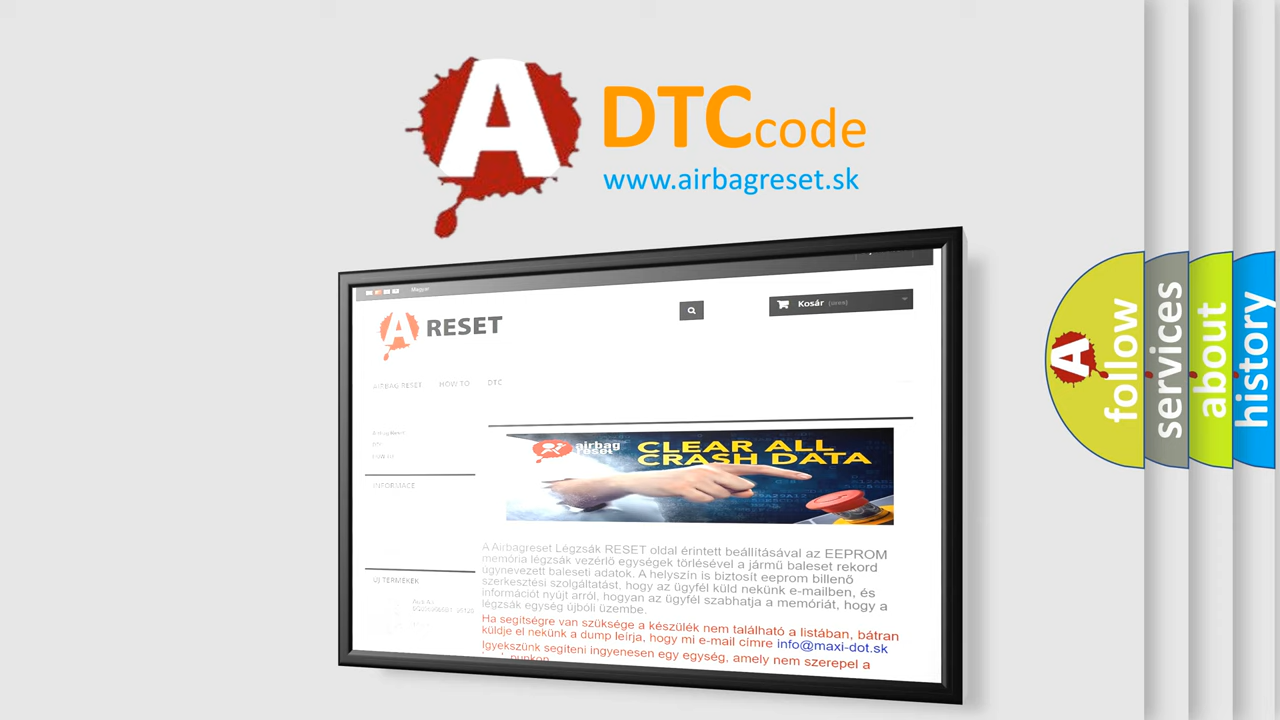 A
DTCcode
www.airbagreset.sk
Magyar
A RESET
Kosár (üres)
AIRBAG RESET HOW TO DTC
INFORMACE
ÚJ TERMÉKEK
airbag
reset
CLEAR ALL
CRASH DATA
A Airbagreset Légzsák RESET oldal érintett beállításával az EEPROM
memória légzsák vezérlő egységek törlésével a jármű baleset rekord
úgynevezett baleseti adatok. A helyszín is biztosít eeprom billenő
szerkesztési szolgáltatást, hogy az ügyfél küld nekünk e-mailben, és
információt nyújt arról, hogyan az ügyfél szabhatja a memóriát, hogy a
légzsák egység újbóli üzembe.
Ha segítségre van szüksége a készülék nem található a listában, bátran
küldje el nekünk a dump leírja, hogy mi e-mail címre info@maxi-dot.sk
Igyekszünk segíteni ingyenesen egy egység, amely nem szerepel a
A
follow
services
about
history